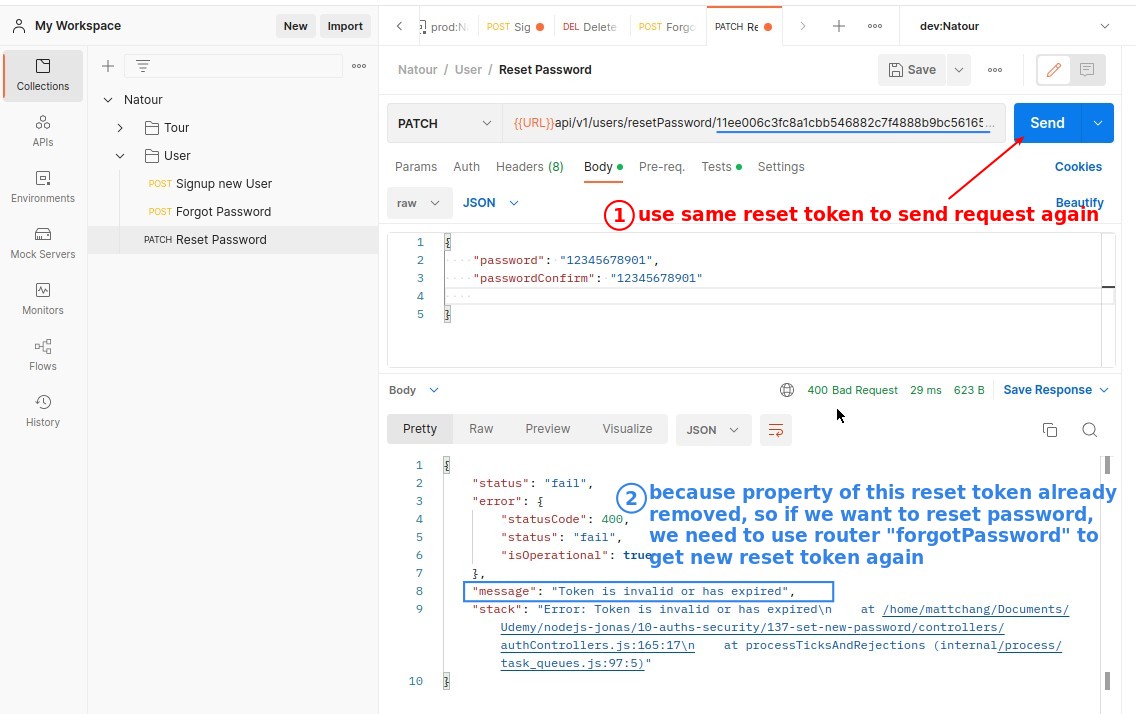 My Workspace
New
Import
prod:N
POST Sig
DEL Delete
POST Forgo
PATCH Re
dev:Natour
Collections
APIs
Environments
Mock Servers
Monitors
Flows
History
Natour
Tour
User
POST Signup new User
POST Forgot Password
PATCH Reset Password
Natour / User / Reset Password
Save
PATCH
{{URL}}api/v1/users/resetPassword/11ee006c3fc8a1cbb546882c7f4888b9bc56165...
Send
Params
Auth
Headers (8)
Body
Pre-req.
Tests
Settings
Cookies
raw
JSON
Beautify
1 use same reset token to send request again
1 {
2 "password": "12345678901",
3 "passwordConfirm": "12345678901"
4
5 }
Body
400 Bad Request
29 ms
623 B
Save Response
Pretty
Raw
Preview
Visualize
JSON
1 {
2 "status": "fail",
3 "error": {
4 "statusCode": 400,
5 "status": "fail",
6 "isOperational": true
7 },
8 "message": "Token is invalid or has expired",
9 "stack": "Error: Token is invalid or has expired\n    at /home/mattchang/Documents/
Udemy/nodejs-jonas/10-auths-security/137-set-new-password/controllers/
authControllers.js:165:17\n    at processTicksAndRejections (internal/process/
task_queues.js:97:5)"
10 }
2 because property of this reset token already
removed, so if we want to reset password,
we need to use router "forgotPassword" to
get new reset token again